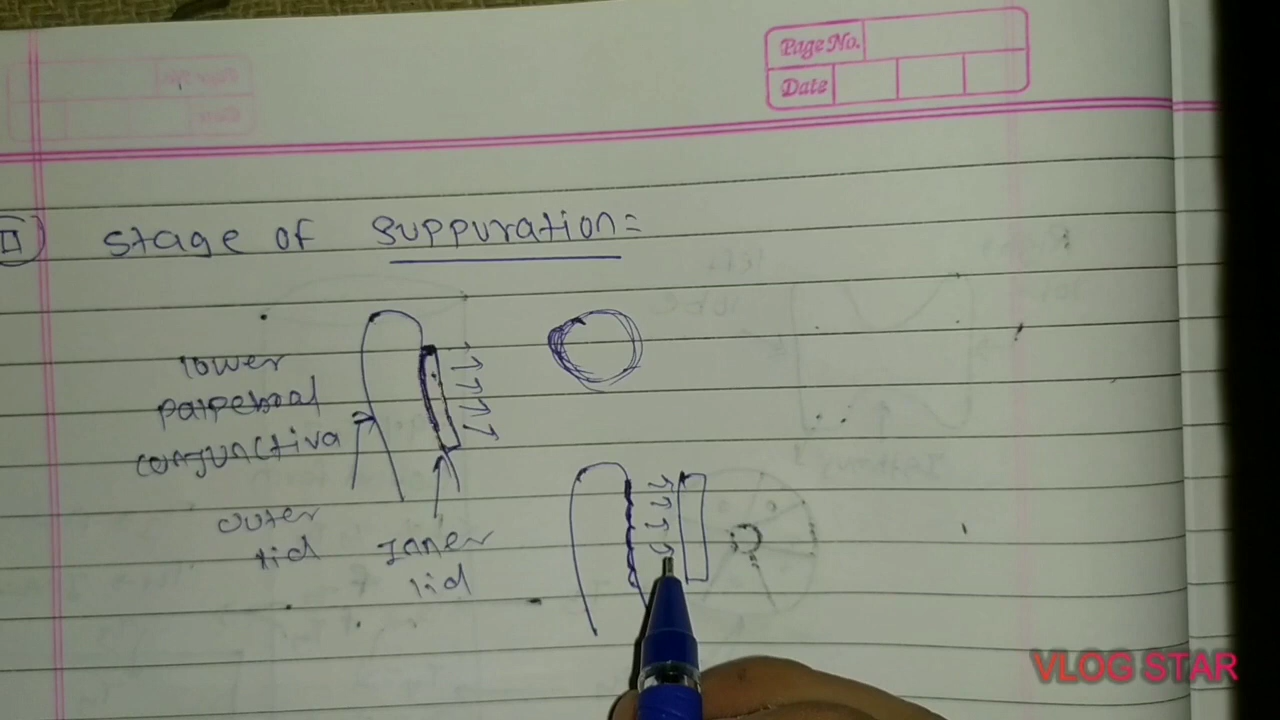 Page No.
Date
II) Stage of suppuration=
lower
palpebral
conjunctiva
outer
lid
Inner
lid
VLOG STAR